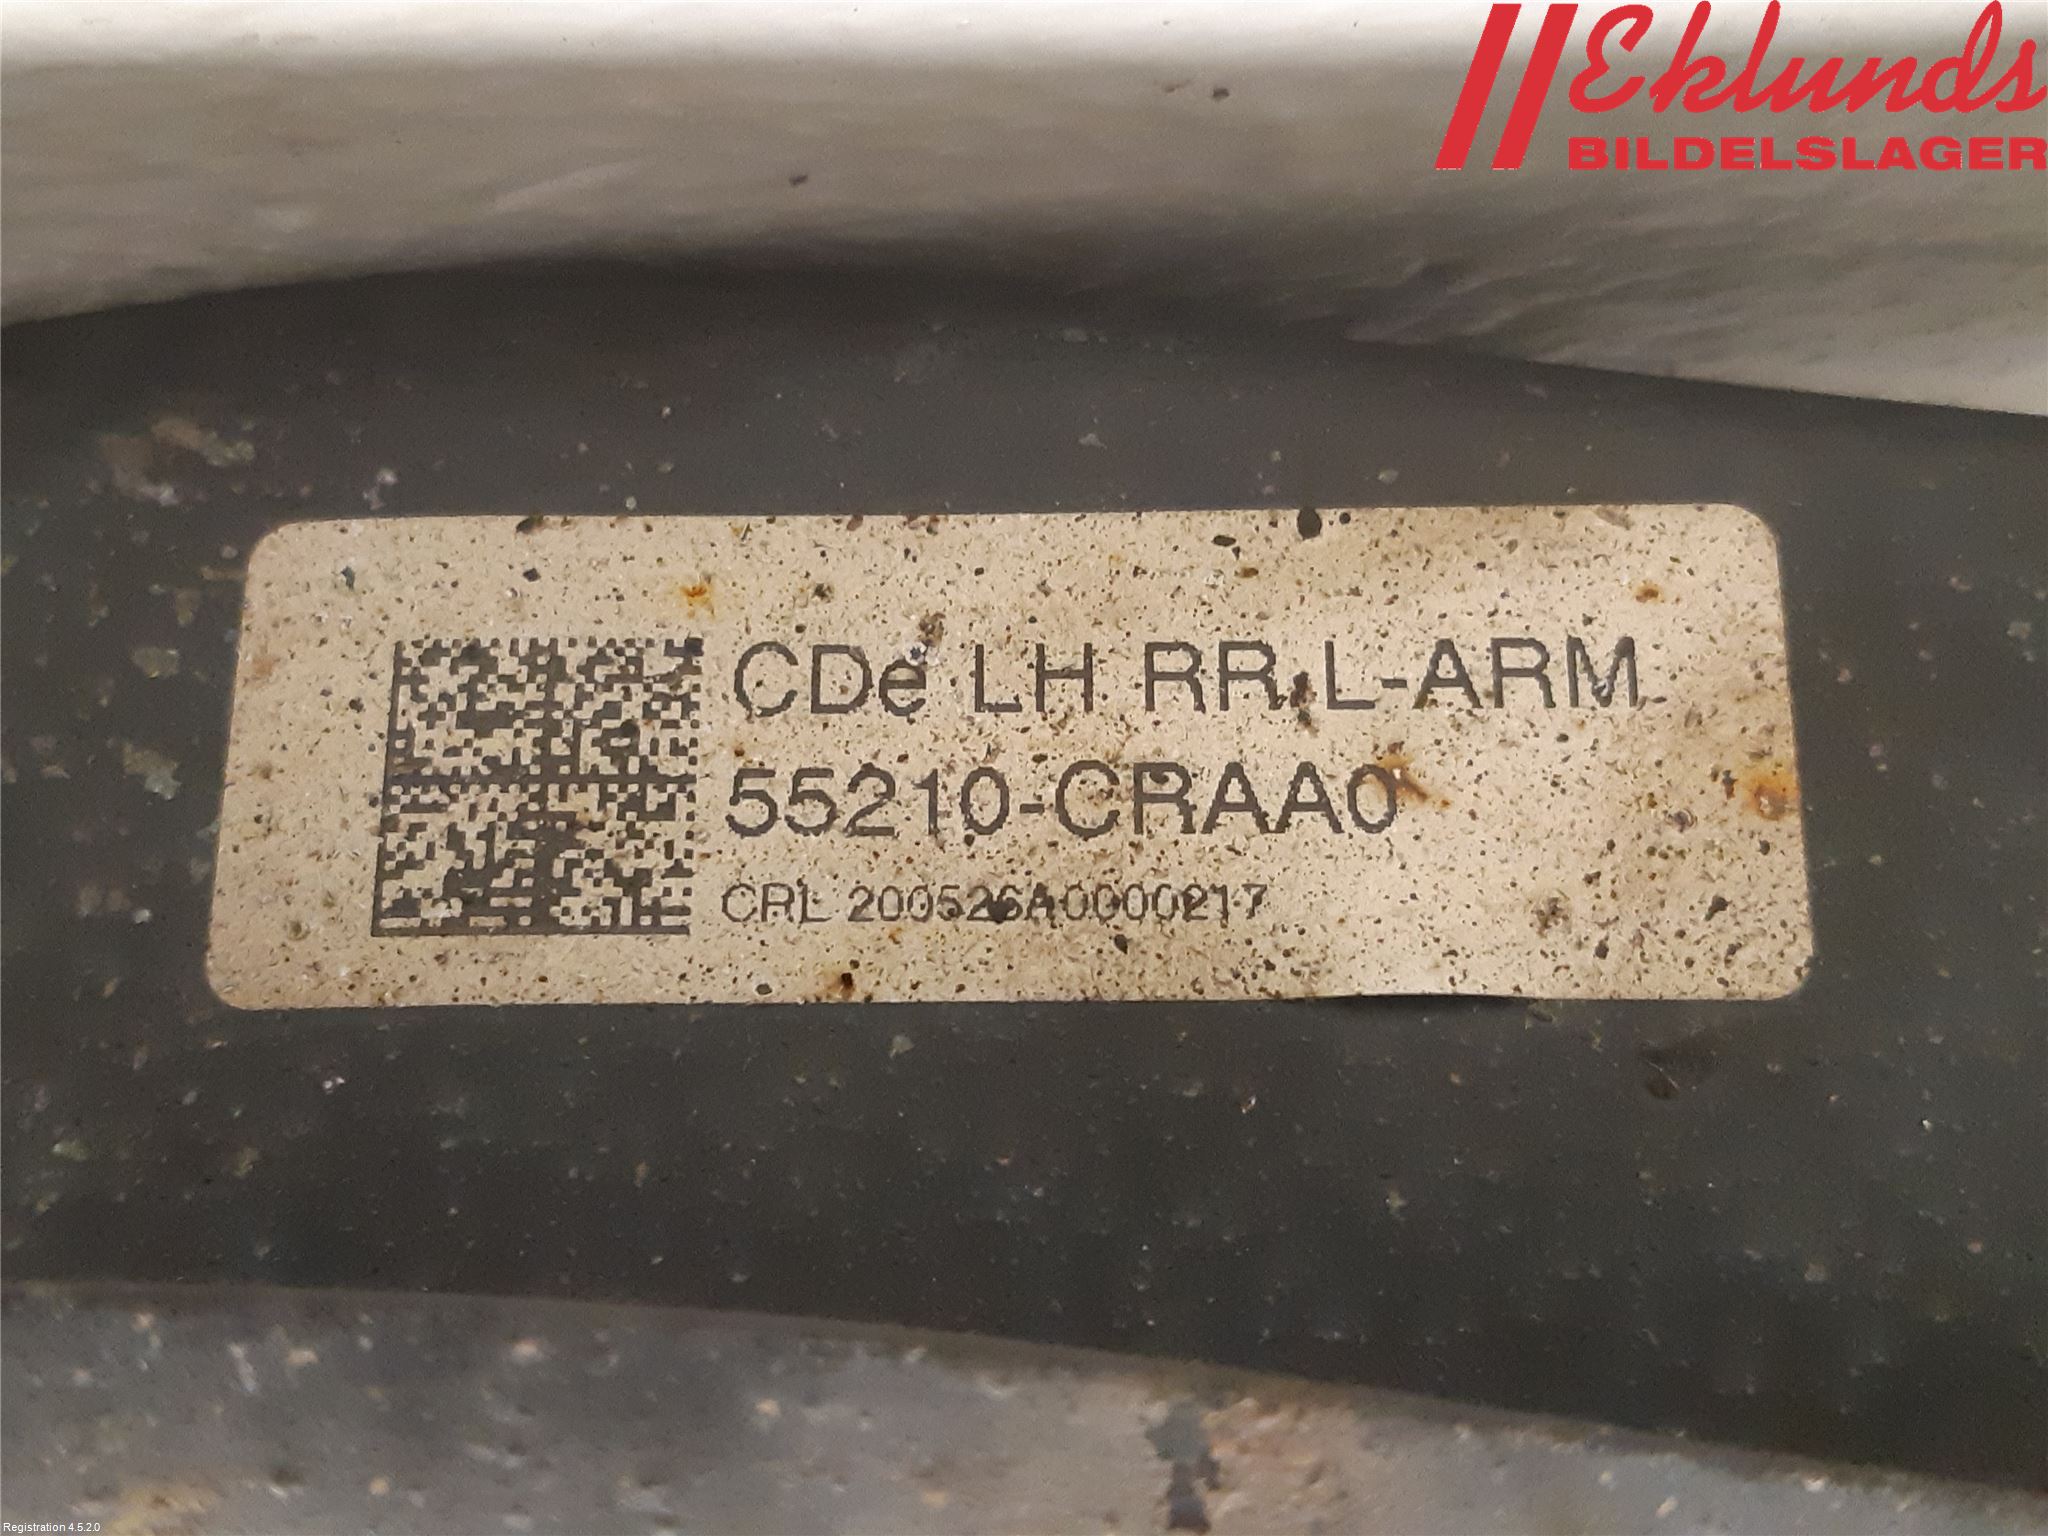 Eklunds
BILDELSLAGER
CDe LH RR L-ARM
55210-CRAA0
CRL 200526A0000217
Registration 4.5.2.0